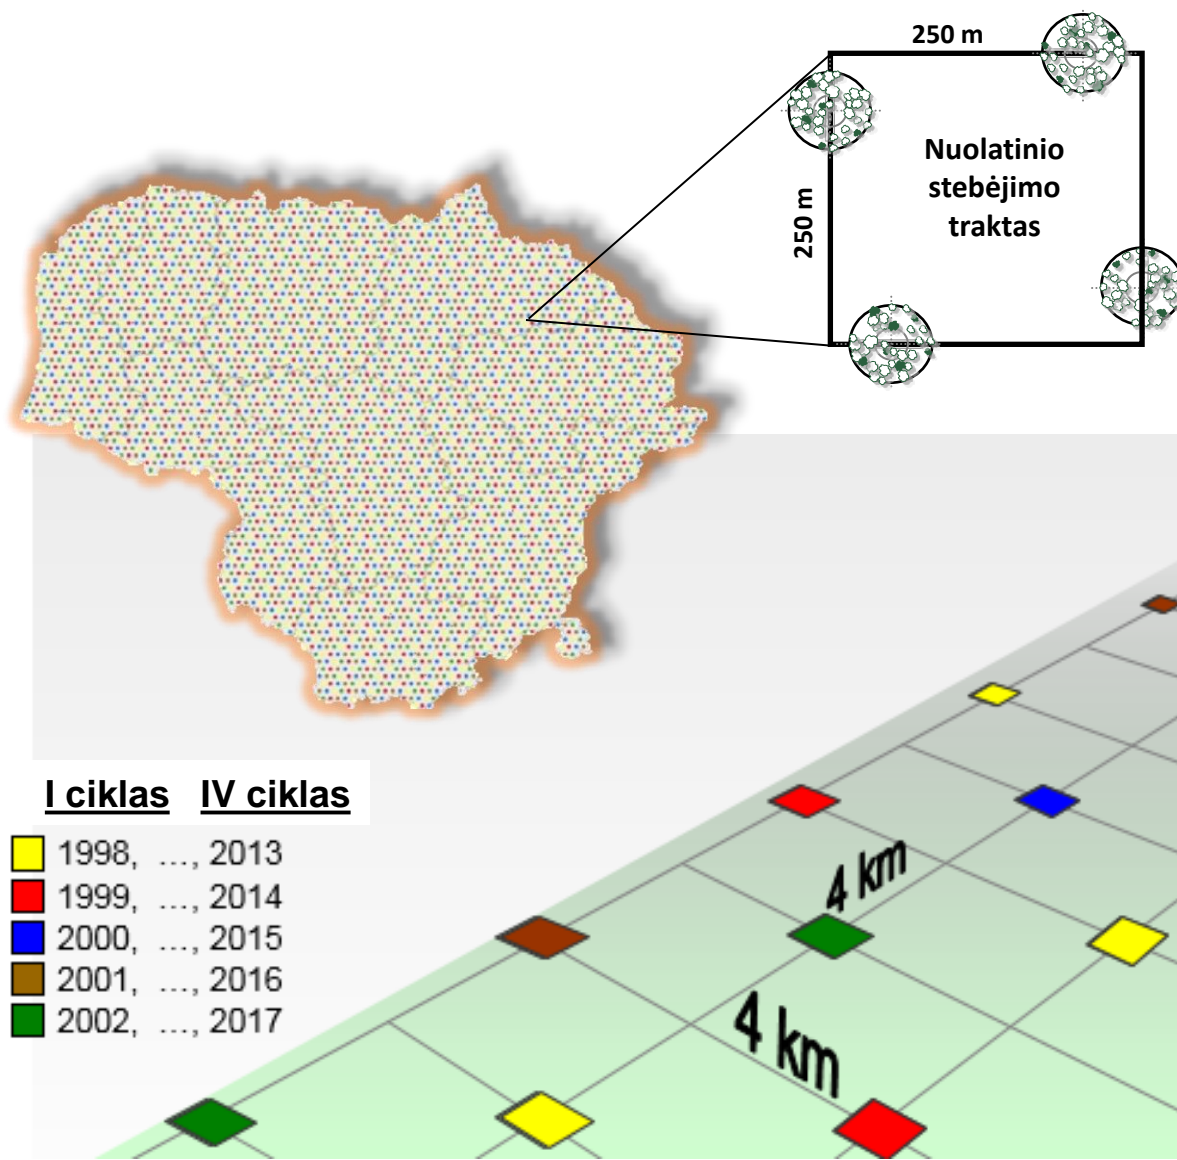 250 m
250 m
Nuolatinio
stebėjimo
traktas
I ciklas IV ciklas
1998, ..., 2013
1999, ..., 2014
2000, ..., 2015
2001, ..., 2016
2002, ..., 2017
4 km
4 km